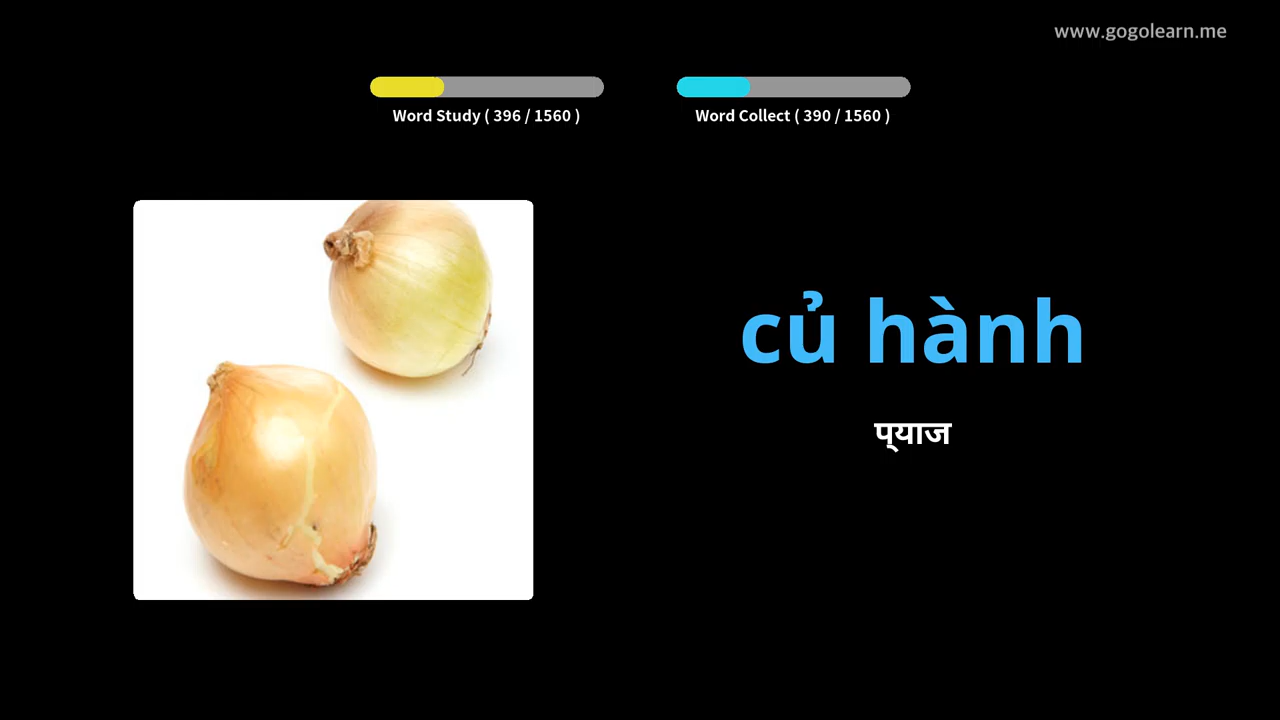 www.gogolearn.me
Word Study ( 396 / 1560 )
Word Collect ( 390 / 1560 )
củ hành
प्याज